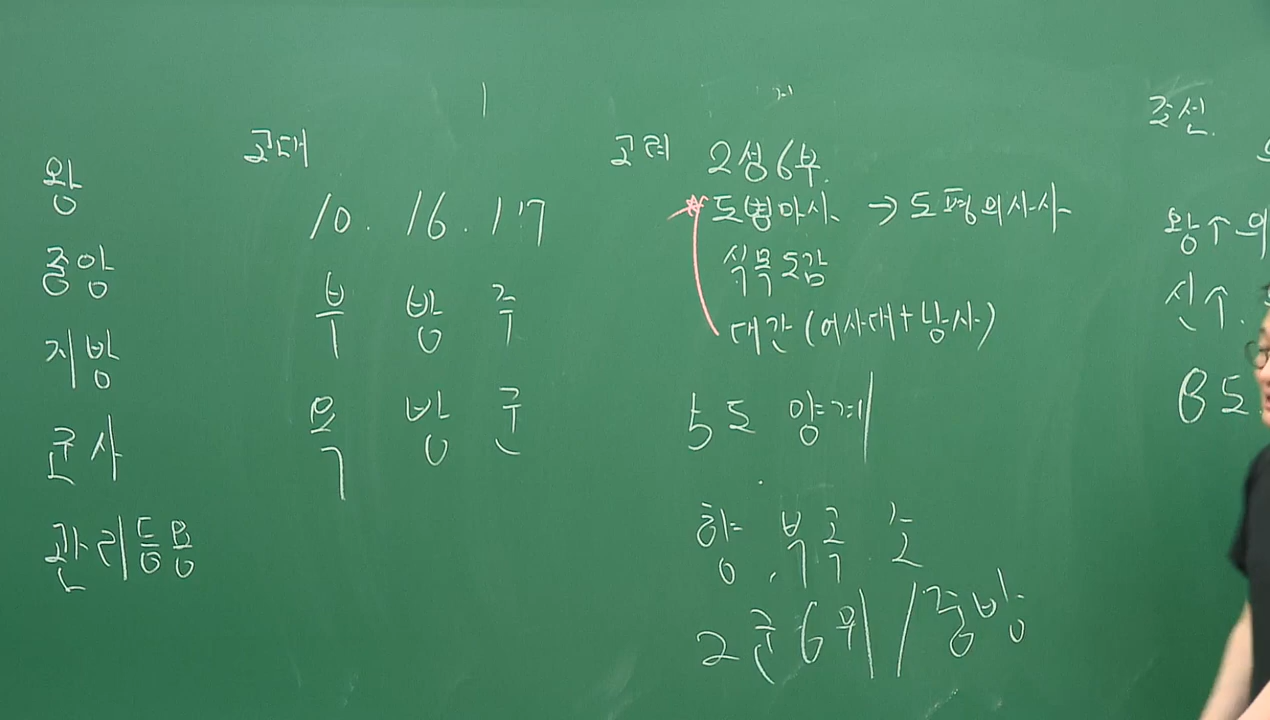 왕
중앙
지방
군사
관리등용
고대
10. 16. 17
부 방 주
욕 방 군
고려 2성6부.
도병마사 → 도평의사사
식목도감
대간(어사대+낭사)
5도 양계
향, 부곡, 소
2군6위 / 중방
조선.
왕↑ 의
신↑.
8도